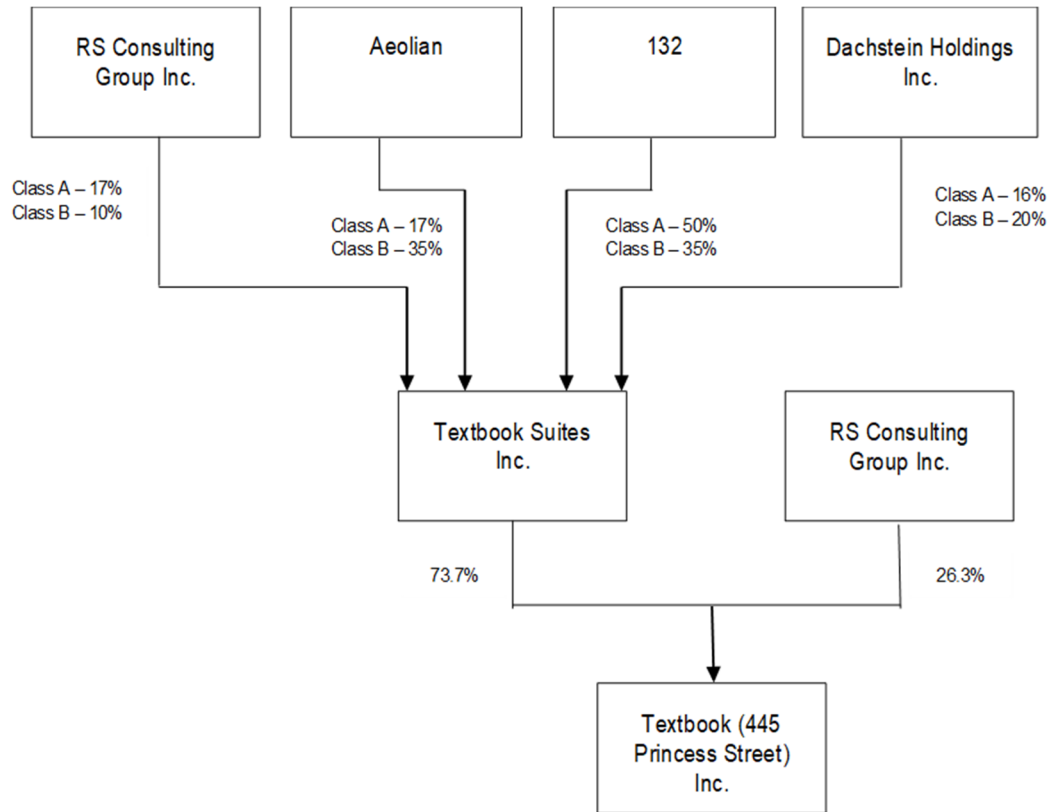 RS Consulting
Group Inc.
Aeolian
132
Dachstein Holdings
Inc.
Class A – 17%
Class B – 10%
Class A – 17%
Class B – 35%
Class A – 50%
Class B – 35%
Class A – 16%
Class B – 20%
Textbook Suites
Inc.
RS Consulting
Group Inc.
73.7%
26.3%
Textbook (445
Princess Street)
Inc.